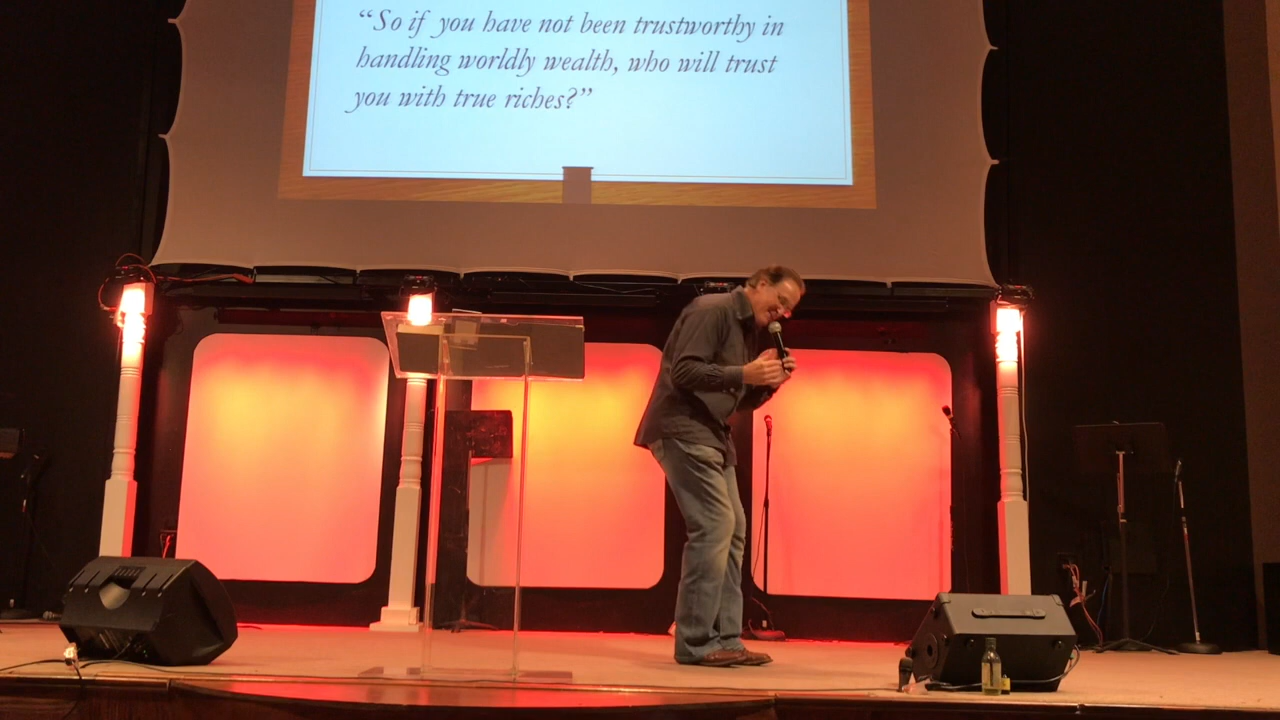 “So if you have not been trustworthy in
handling worldly wealth, who will trust
you with true riches?”